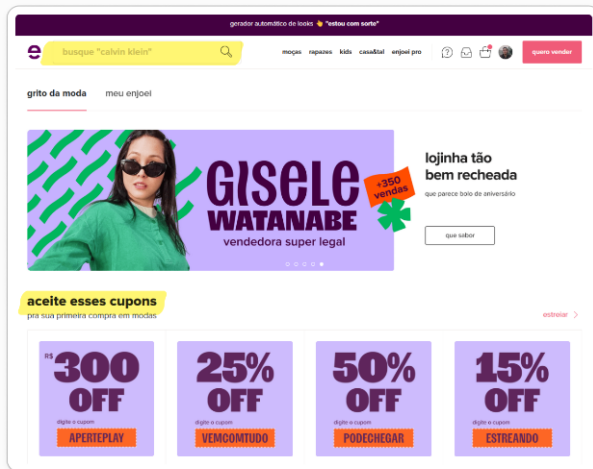 gerador automático de looks 👆 "estou com sorte"
e
busque "calvin klein"
moças rapazes kids casa&tal enjoei pro
quero vender
grito da moda meu enjoei
GISELE
WATANABE
vendedora super legal
+350
vendas
lojinha tão
bem recheada
que parece bolo de aniversário
que sabor
aceite esses cupons
pra sua primeira compra em modas
estreiar >
R$300
OFF
digite o cupom
APERTEPLAY
25%
OFF
digite o cupom
VEMCOMTUDO
50%
OFF
digite o cupom
PODECHEGAR
15%
OFF
digite o cupom
ESTREANDO